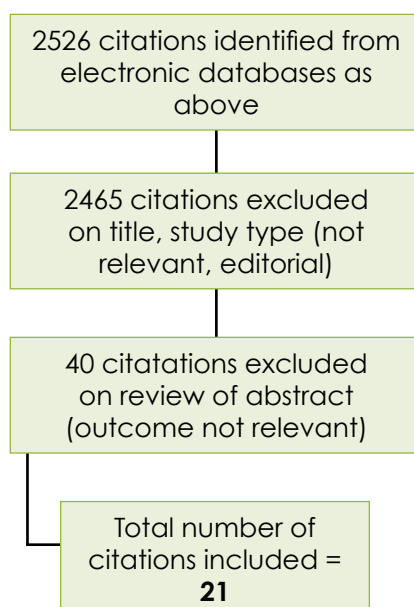 2526 citations identified from
electronic databases as
above
2465 citations excluded
on title, study type (not
relevant, editorial)
40 citatations excluded
on review of abstract
(outcome not relevant)
Total number of
citations included =
21